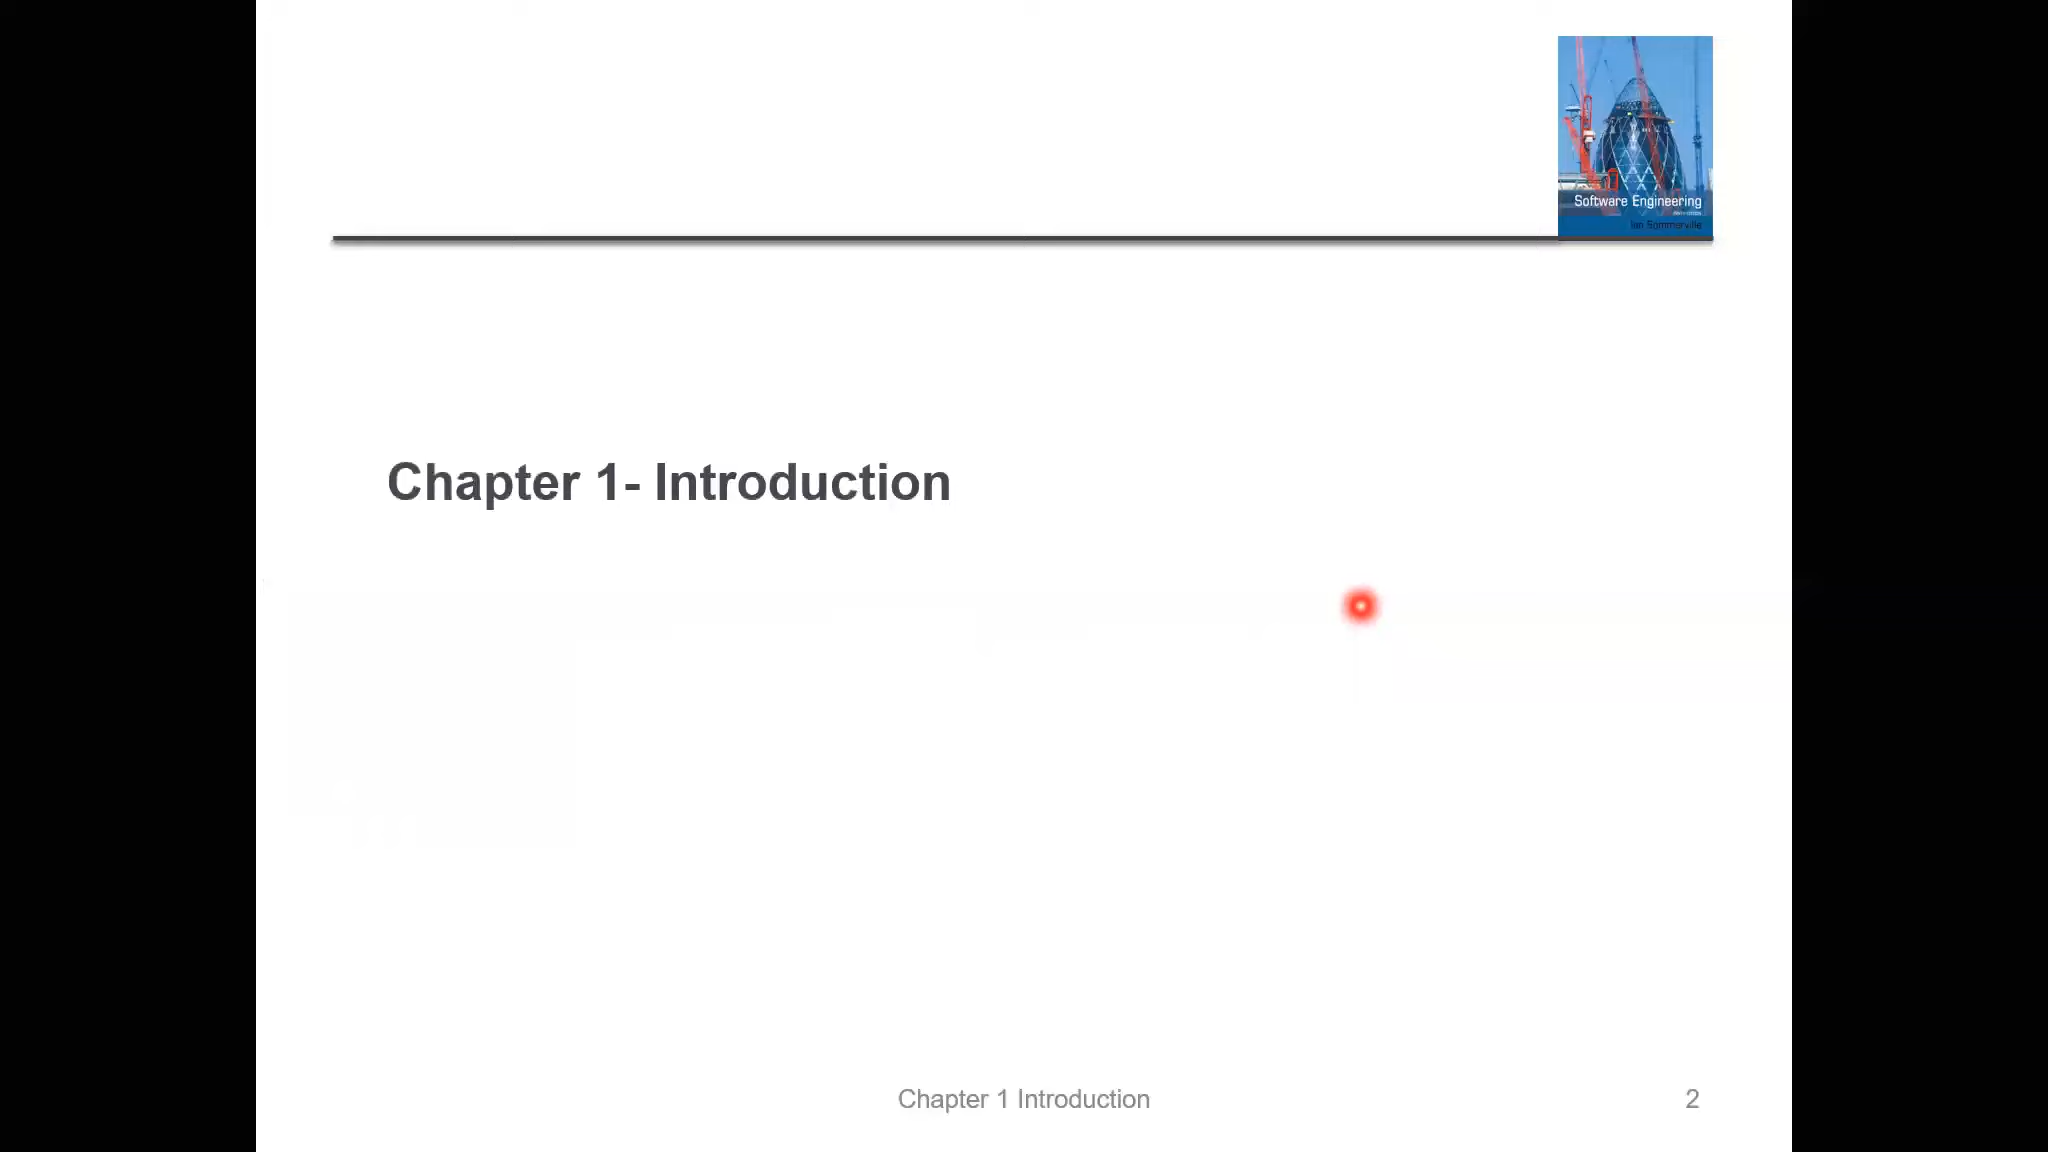 Software Engineering
Ian Sommerville
Chapter 1- Introduction
Chapter 1 Introduction
2